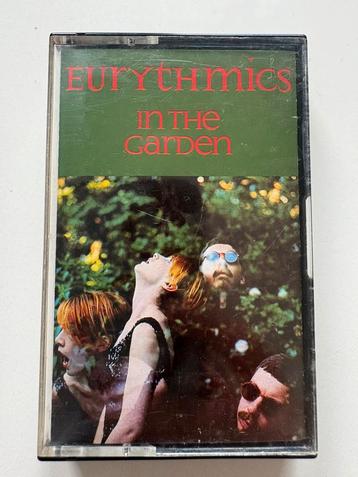 EURYTHMICS
IN THE
GARDEN